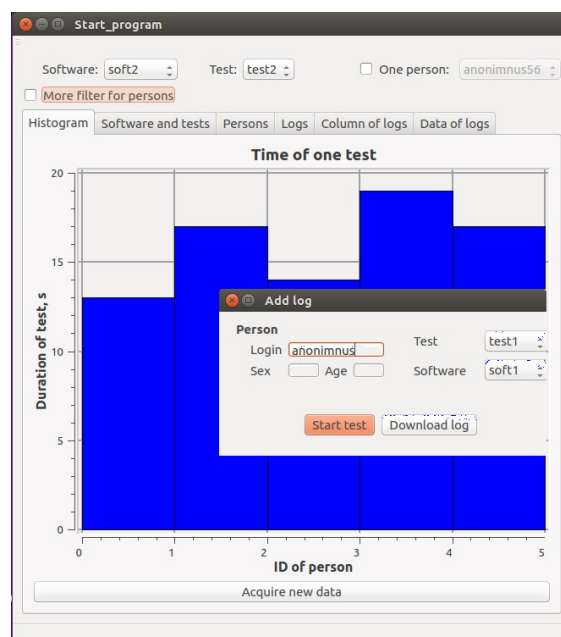 Start_program
Software: soft2 Test: test2 One person: anonimnus56
More filter for persons
Histogram Software and tests Persons Logs Column of logs Data of logs
Time of one test
20
15
10
5
0
Duration of test, s
Add log
Person
Login anonimnus Test test1
Sex Age Software soft1
Start test Download log
0 1 2 3 4 5
ID of person
Acquire new data